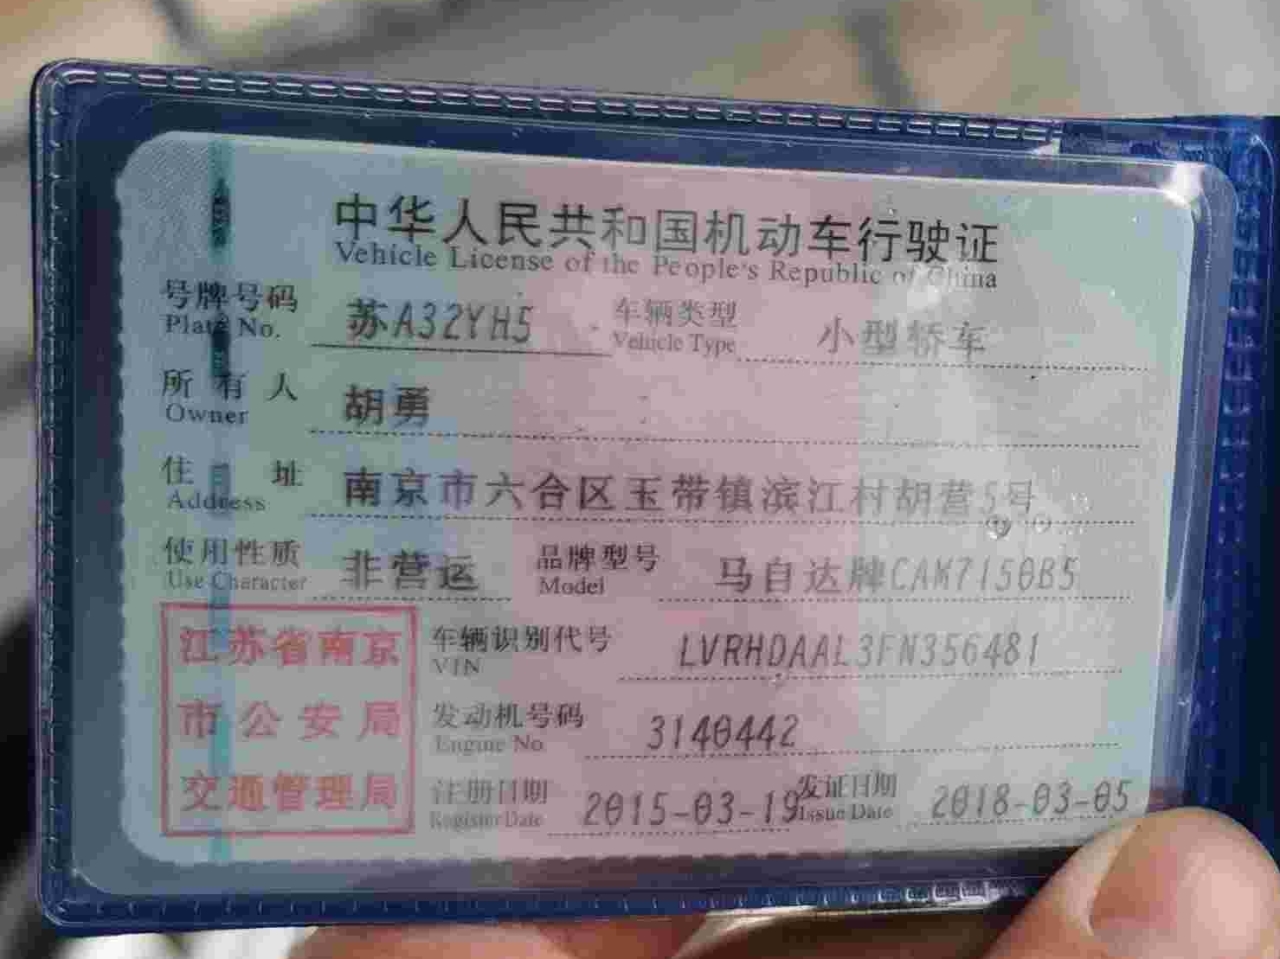 中华人民共和国机动车行驶证
Vehicle License of the People's Republic of China
号牌号码 苏A32YH5 车辆类型 小型轿车
Plate No. Vehicle Type
所有人 胡勇
Owner
住址 南京市六合区玉带镇滨江村胡营5号
Address
使用性质 非营运 品牌型号 马自达牌CAM7150B5
Use Character Model
江苏省南京 车辆识别代号 LVRHDAAL3FN356481
VIN
市公安局 发动机号码 3140442
Engine No.
交通管理局 注册日期 2015-03-19 发证日期 2018-03-05
Register Date Issue Date